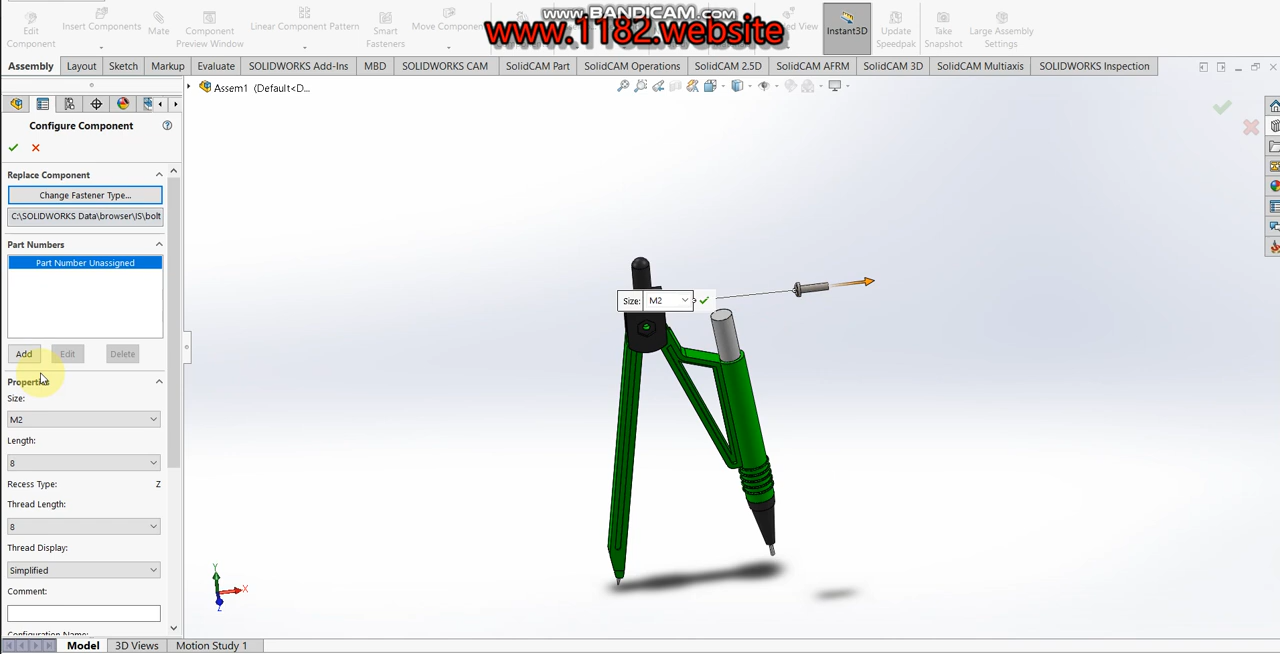 www.BANDICAM.com
www.1182.website
Edit Component
Insert Components
Mate
Component Preview Window
Linear Component Pattern
Smart Fasteners
Move Component
View
Instant3D
Update Speedpak
Take Snapshot
Large Assembly Settings
Assembly Layout Sketch Markup Evaluate SOLIDWORKS Add-Ins MBD SOLIDWORKS CAM SolidCAM Part SolidCAM Operations SolidCAM 2.5D SolidCAM AFRM SolidCAM 3D SolidCAM Multiaxis SOLIDWORKS Inspection
Assem1 (Default<D...
Configure Component
Replace Component
Change Fastener Type...
C:\SOLIDWORKS Data\browser\IS\bolt
Part Numbers
Part Number Unassigned
Add Edit Delete
Properties
Size:
M2
Length:
8
Recess Type: Z
Thread Length:
8
Thread Display:
Simplified
Comment:
Configuration Name:
Size: M2
Y
X
Z
Model 3D Views Motion Study 1